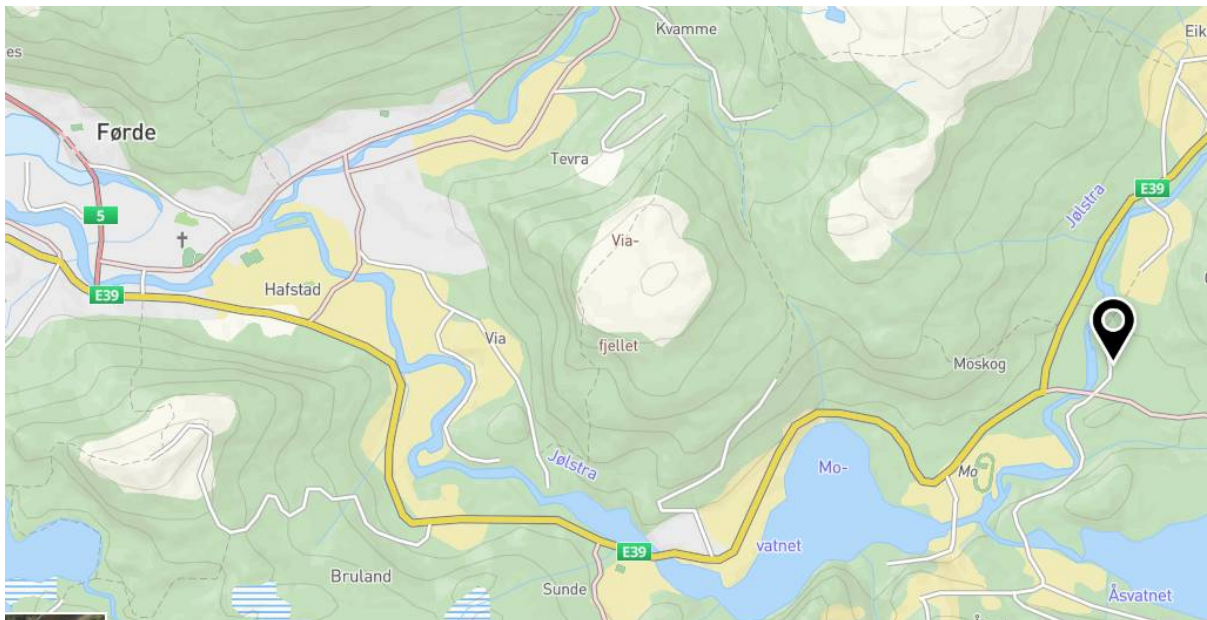 Kvamme
Eik
es
Førde
Tevra
E39
Jølstra
5
Via-
E39
Hafstad
Via
fjellet
Moskog
Jølstra
Mo-
Mo
vatnet
E39
Bruland
Sunde
Åsvatnet